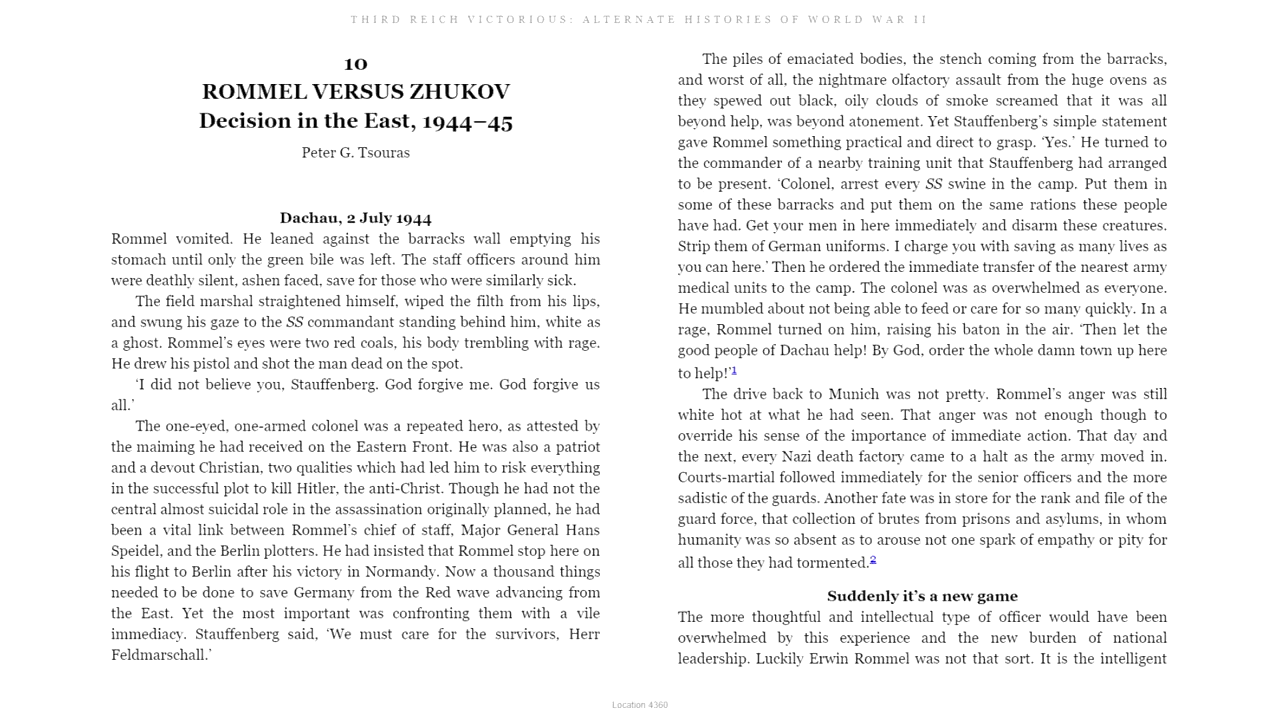 THIRD REICH VICTORIOUS: ALTERNATE HISTORIES OF WORLD WAR II
10
ROMMEL VERSUS ZHUKOV
Decision in the East, 1944–45
Peter G. Tsouras
Dachau, 2 July 1944
Rommel vomited. He leaned against the barracks wall emptying his
stomach until only the green bile was left. The staff officers around him
were deathly silent, ashen faced, save for those who were similarly sick.
The field marshal straightened himself, wiped the filth from his lips,
and swung his gaze to the SS commandant standing behind him, white as
a ghost. Rommel's eyes were two red coals, his body trembling with rage.
He drew his pistol and shot the man dead on the spot.
‘I did not believe you, Stauffenberg. God forgive me. God forgive us
all.’
The one-eyed, one-armed colonel was a repeated hero, as attested by
the maiming he had received on the Eastern Front. He was also a patriot
and a devout Christian, two qualities which had led him to risk everything
in the successful plot to kill Hitler, the anti-Christ. Though he had not the
central almost suicidal role in the assassination originally planned, he had
been a vital link between Rommel's chief of staff, Major General Hans
Speidel, and the Berlin plotters. He had insisted that Rommel stop here on
his flight to Berlin after his victory in Normandy. Now a thousand things
needed to be done to save Germany from the Red wave advancing from
the East. Yet the most important was confronting them with a vile
immediacy. Stauffenberg said, ‘We must care for the survivors, Herr
Feldmarschall.’
The piles of emaciated bodies, the stench coming from the barracks,
and worst of all, the nightmare olfactory assault from the huge ovens as
they spewed out black, oily clouds of smoke screamed that it was all
beyond help, was beyond atonement. Yet Stauffenberg's simple statement
gave Rommel something practical and direct to grasp. ‘Yes.’ He turned to
the commander of a nearby training unit that Stauffenberg had arranged
to be present. ‘Colonel, arrest every SS swine in the camp. Put them in
some of these barracks and put them on the same rations these people
have had. Get your men in here immediately and disarm these creatures.
Strip them of German uniforms. I charge you with saving as many lives as
you can here.’ Then he ordered the immediate transfer of the nearest army
medical units to the camp. The colonel was as overwhelmed as everyone.
He mumbled about not being able to feed or care for so many quickly. In a
rage, Rommel turned on him, raising his baton in the air. ‘Then let the
good people of Dachau help! By God, order the whole damn town up here
to help!’1
The drive back to Munich was not pretty. Rommel's anger was still
white hot at what he had seen. That anger was not enough though to
override his sense of the importance of immediate action. That day and
the next, every Nazi death factory came to a halt as the army moved in.
Courts-martial followed immediately for the senior officers and the more
sadistic of the guards. Another fate was in store for the rank and file of the
guard force, that collection of brutes from prisons and asylums, in whom
humanity was so absent as to arouse not one spark of empathy or pity for
all those they had tormented.2
Suddenly it's a new game
The more thoughtful and intellectual type of officer would have been
overwhelmed by this experience and the new burden of national
leadership. Luckily Erwin Rommel was not that sort. It is the intelligent
Location 4360